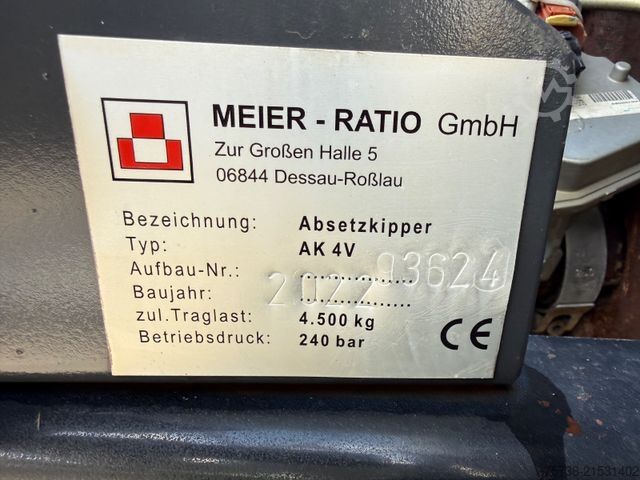 MEIER - RATIO GmbH
Zur Großen Halle 5
06844 Dessau-Roßlau
Bezeichnung: Absetzkipper
Typ: AK 4V
Aufbau-Nr.: 93624
Baujahr: 2022
zul.Traglast: 4.500 kg
Betriebsdruck: 240 bar
CE